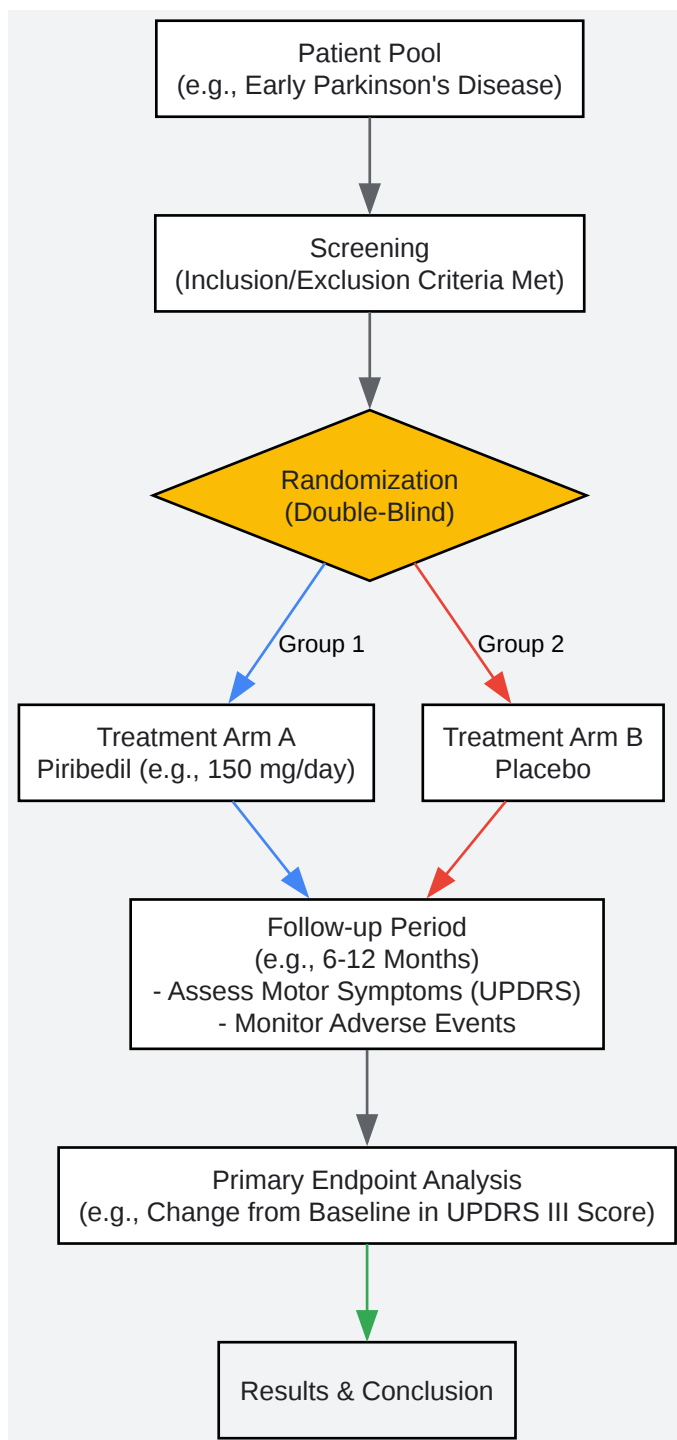 Patient Pool
(e.g., Early Parkinson's Disease)
Screening
(Inclusion/Exclusion Criteria Met)
Randomization
(Double-Blind)
Group 1
Group 2
Treatment Arm A
Piribedil (e.g., 150 mg/day)
Treatment Arm B
Placebo
Follow-up Period
(e.g., 6-12 Months)
- Assess Motor Symptoms (UPDRS)
- Monitor Adverse Events
Primary Endpoint Analysis
(e.g., Change from Baseline in UPDRS III Score)
Results & Conclusion